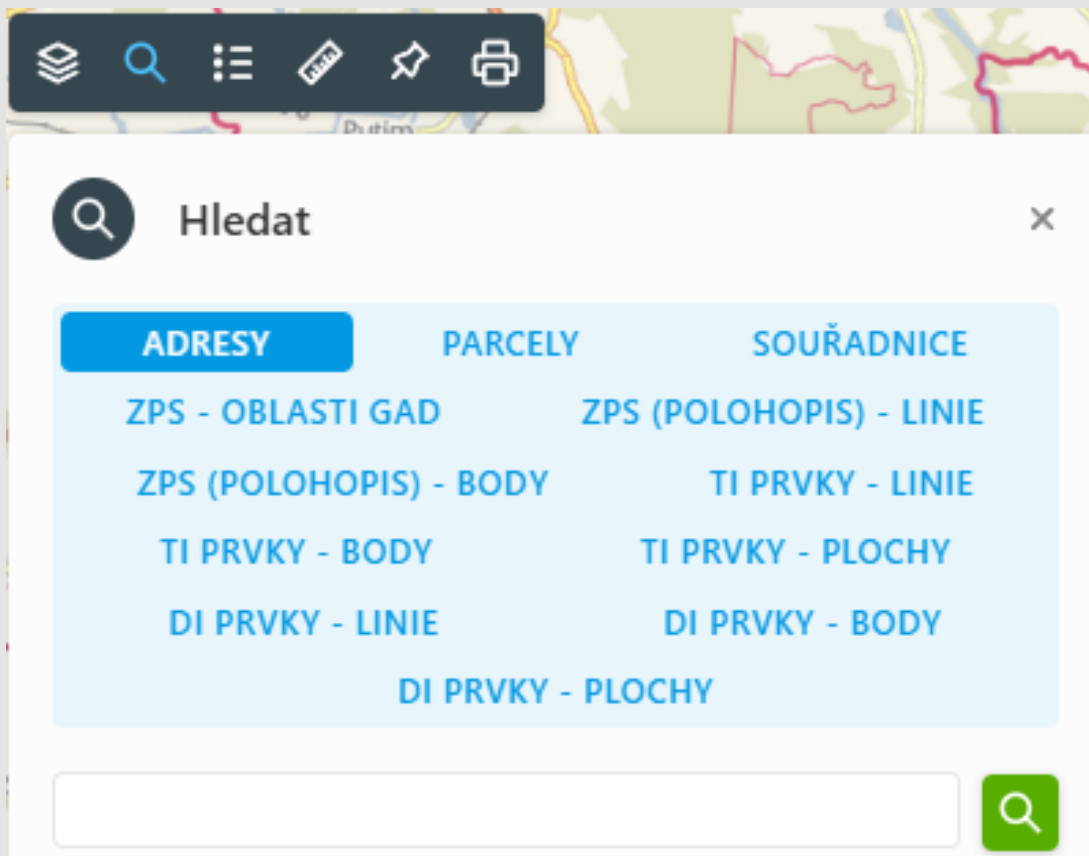 Putim
Hledat
ADRESY PARCELY SOUŘADNICE
ZPS - OBLASTI GAD ZPS (POLOHOPIS) - LINIE
ZPS (POLOHOPIS) - BODY TI PRVKY - LINIE
TI PRVKY - BODY TI PRVKY - PLOCHY
DI PRVKY - LINIE DI PRVKY - BODY
DI PRVKY - PLOCHY